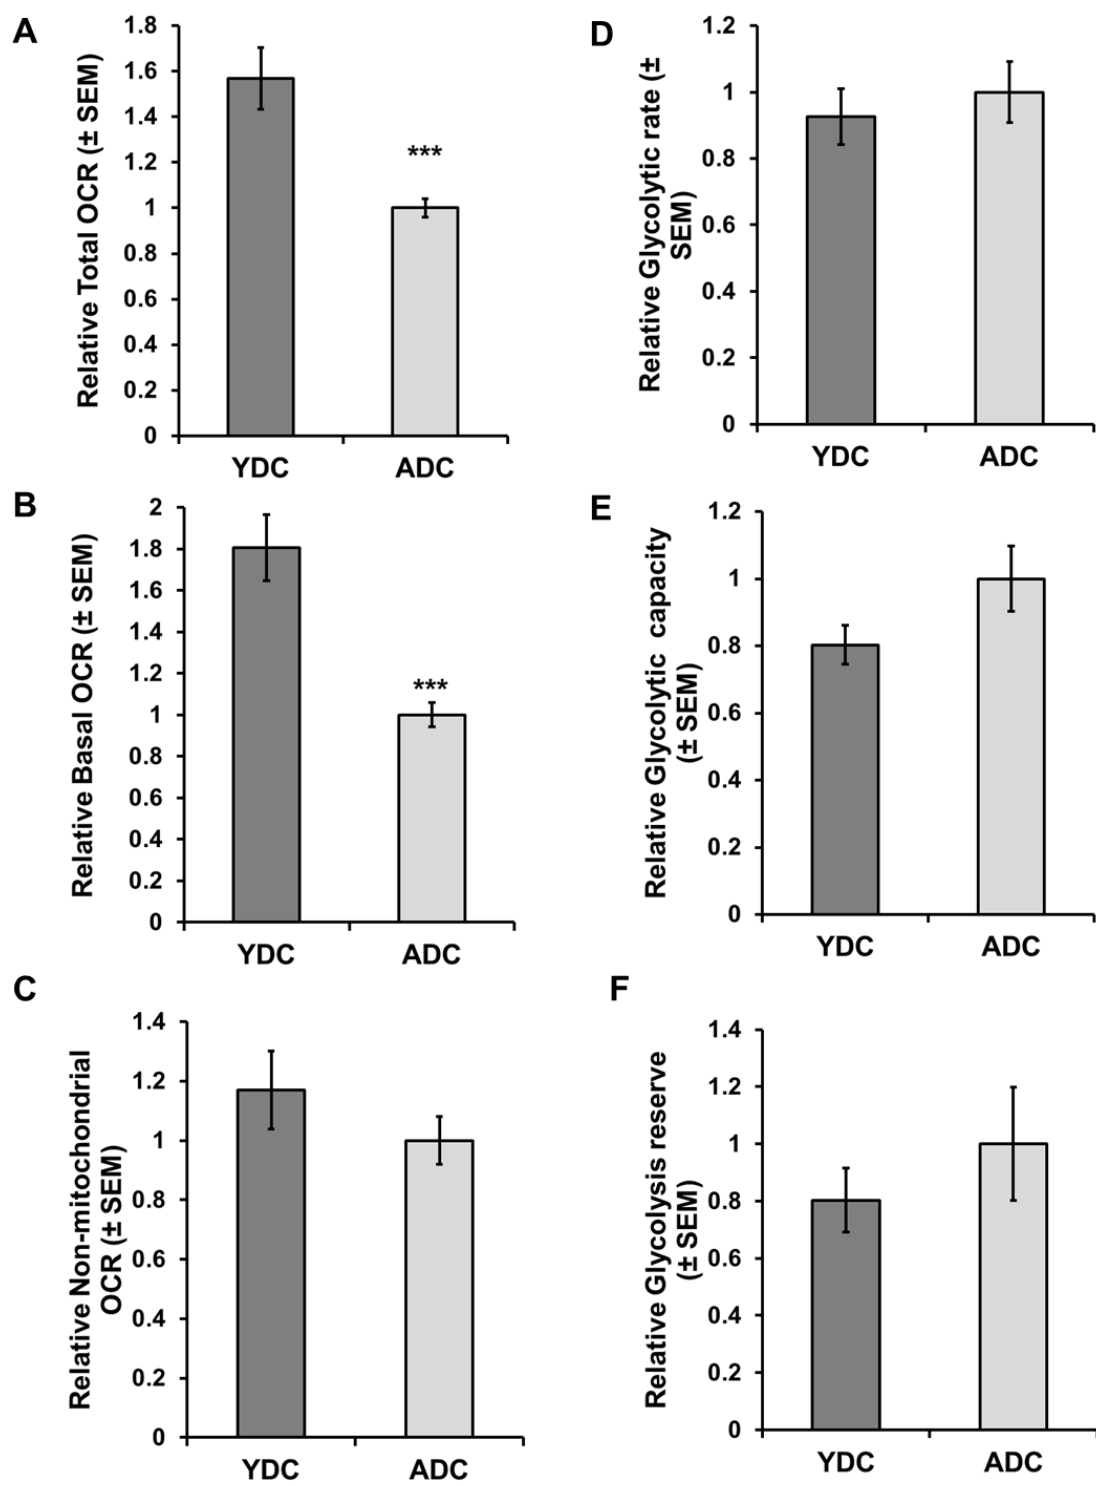 A
Relative Total OCR (± SEM)
1.8
1.6
1.4
1.2
1
0.8
0.6
0.4
0.2
0
***
YDC
ADC
B
Relative Basal OCR (± SEM)
2
1.8
1.6
1.4
1.2
1
0.8
0.6
0.4
0.2
0
***
YDC
ADC
C
Relative Non-mitochondrial
OCR (± SEM)
1.4
1.2
1
0.8
0.6
0.4
0.2
0
YDC
ADC
D
Relative Glycolytic rate (±
SEM)
1.2
1
0.8
0.6
0.4
0.2
0
YDC
ADC
E
Relative Glycolytic capacity
(± SEM)
1.2
1
0.8
0.6
0.4
0.2
0
YDC
ADC
F
Relative Glycolysis reserve
(± SEM)
1.4
1.2
1
0.8
0.6
0.4
0.2
0
YDC
ADC